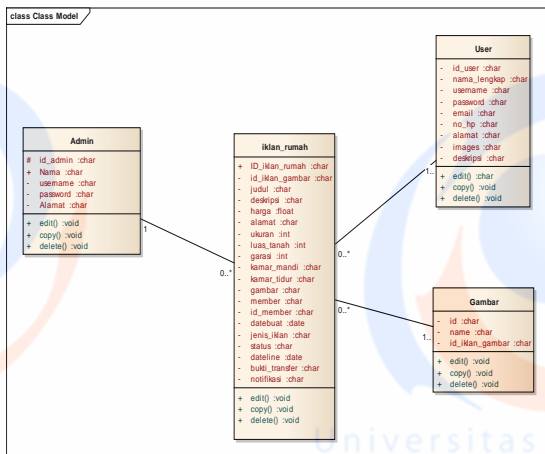 class Class Model
Admin
# id_admin :char
+ Nama :char
- username :char
- password :char
- Alamat :char
+ edit() :void
+ copy() :void
+ delete() :void
1
0..*
iklan_rumah
+ ID_iklan_rumah :char
- id_iklan_gambar :char
- judul :char
- deskripsi :char
- harga :float
- alamat :char
- ukuran :int
- luas_tanah :int
- garasi :int
- kamar_mandi :char
- kamar_tidur :char
- gambar :char
- member :char
- id_member :char
- datebuat :date
- jenis_iklan :char
- status :char
- dateline :date
- bukti_transfer :char
- notifikasi :char
+ edit() :void
+ copy() :void
+ delete() :void
User
- id_user :char
- nama_lengkap :char
- username :char
- password :char
- email :char
- no_hp :char
- alamat :char
- images :char
- deskripsi :char
+ edit() :char
+ copy() :void
+ delete() :void
1..
0..*
0..*
1..
Gambar
- id :char
- name :char
- id_iklan_gambar :char
+ edit() :void
+ copy() :void
+ delete() :void
Universitas